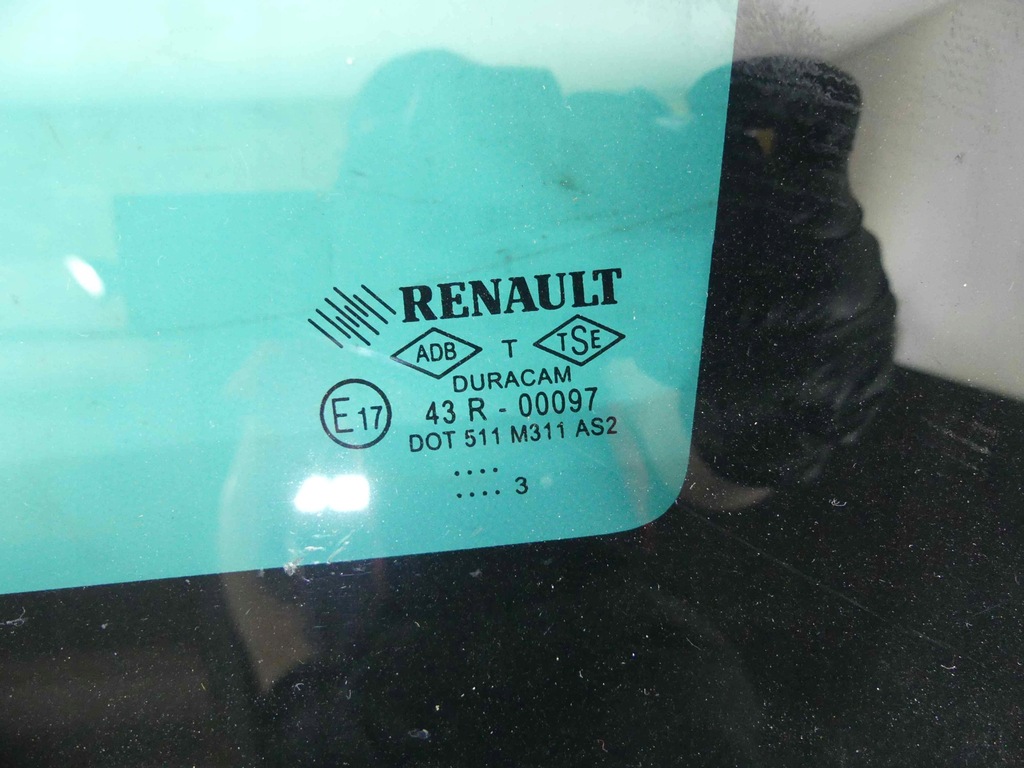 RENAULT
ADB T TSE
DURACAM
E17 43 R - 00097
DOT 511 M311 AS2
....
.... 3